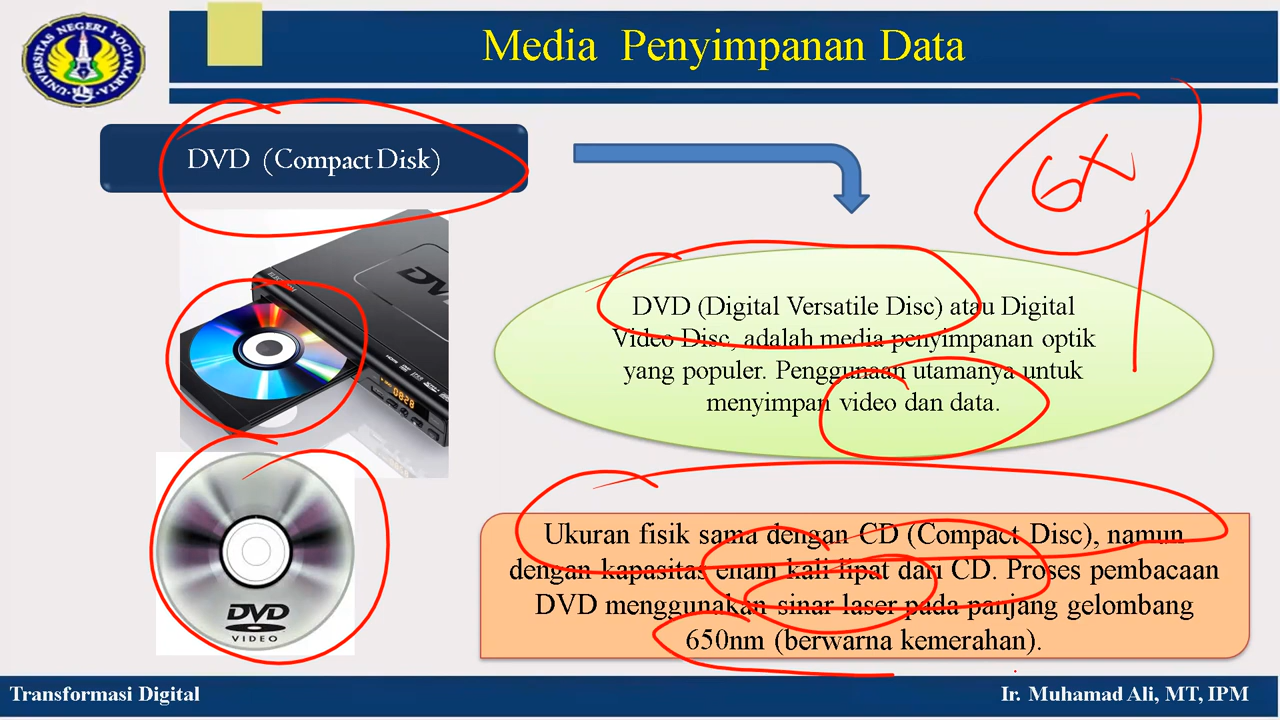 Media Penyimpanan Data
UNIVERSITAS NEGERI YOGYAKARTA
DVD (Compact Disk)
6x
DVD (Digital Versatile Disc) atau Digital
Video Disc, adalah media penyimpanan optik
yang populer. Penggunaan utamanya untuk
menyimpan video dan data.
DVD
VIDEO
Ukuran fisik sama dengan CD (Compact Disc), namun
dengan kapasitas enam kali lipat dari CD. Proses pembacaan
DVD menggunakan sinar laser pada panjang gelombang
650nm (berwarna kemerahan).
Transformasi Digital
Ir. Muhamad Ali, MT, IPM